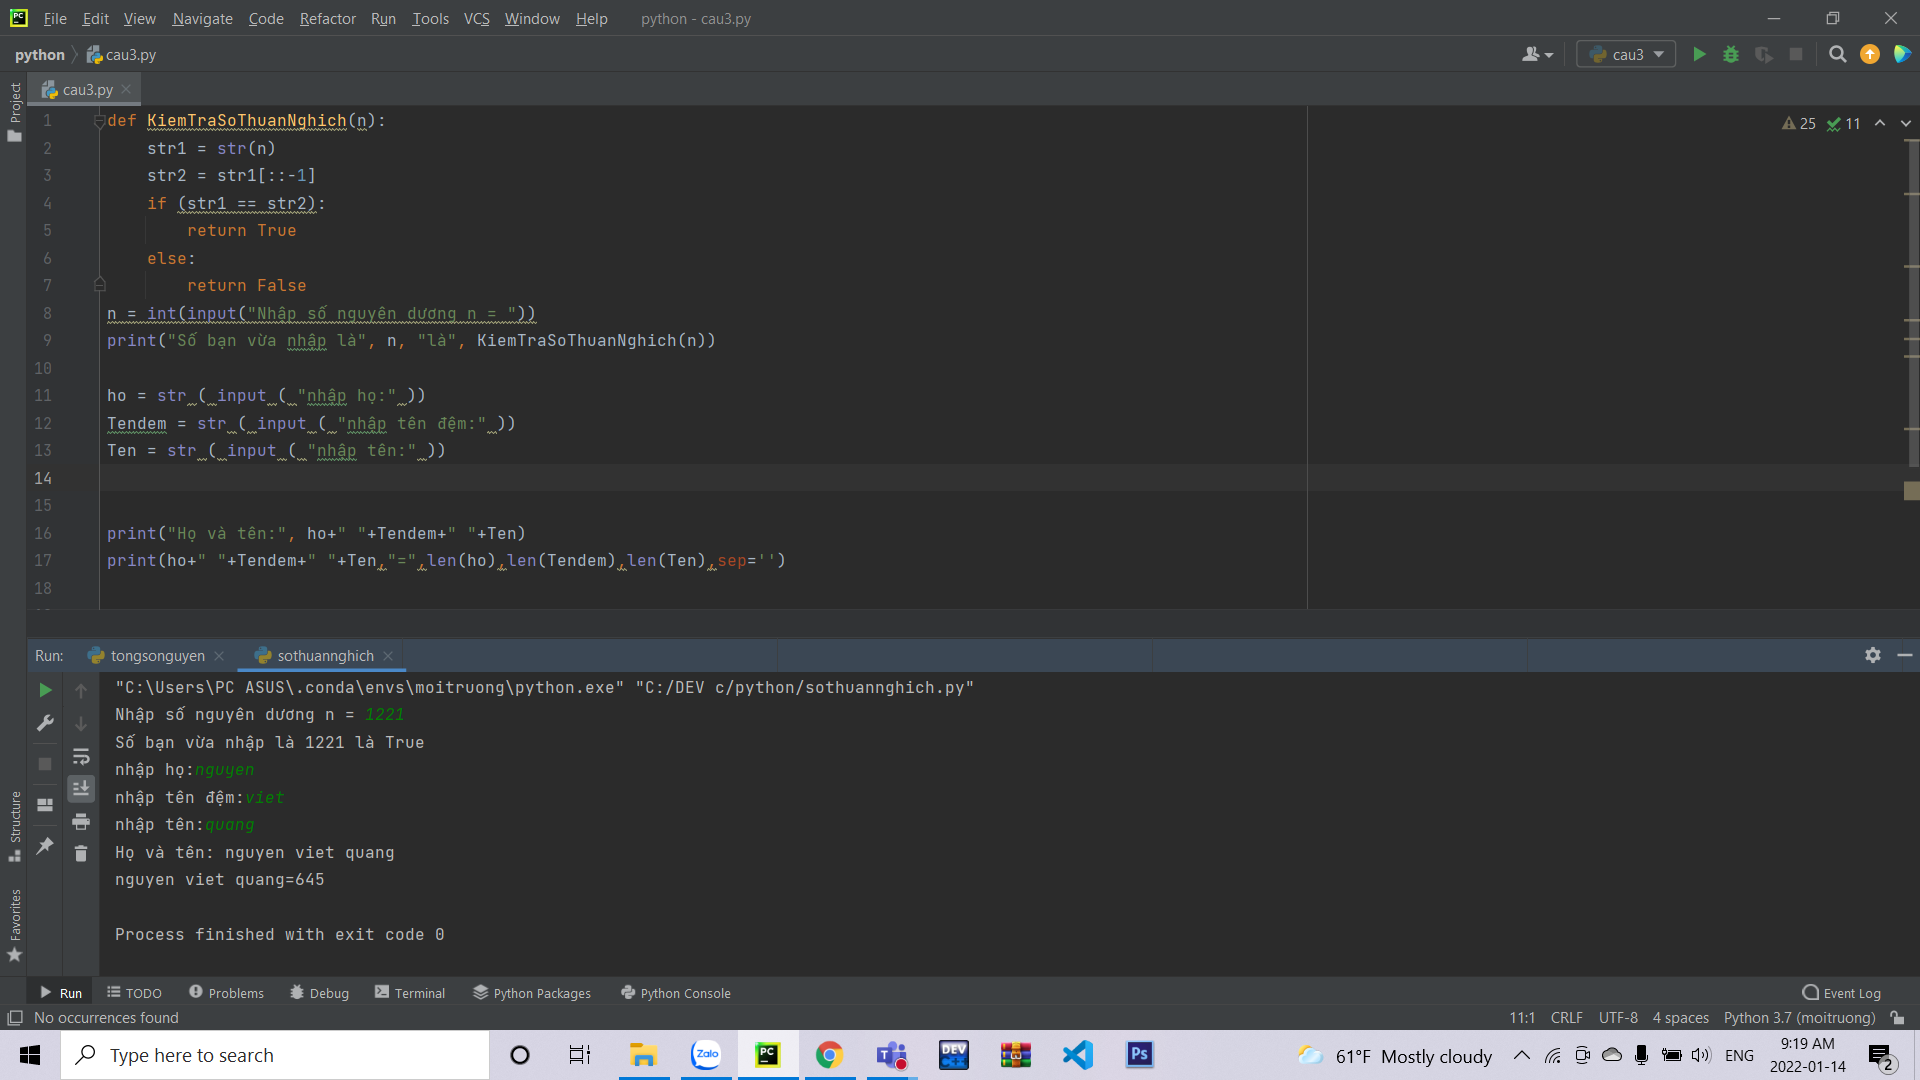 File Edit View Navigate Code Refactor Run Tools VCS Window Help python - cau3.py
python cau3.py cau3
Project
cau3.py
25 11
1 def KiemTraSoThuanNghich(n):
2 str1 = str(n)
3 str2 = str1[::-1]
4 if (str1 == str2):
5 return True
6 else:
7 return False
8 n = int(input("Nhập số nguyên dương n = "))
9 print("Số bạn vừa nhập là", n, "là", KiemTraSoThuanNghich(n))
10
11 ho = str ( input ( "nhập họ:" ))
12 Tendem = str ( input ( "nhập tên đệm:" ))
13 Ten = str ( input ( "nhập tên:" ))
14
15
16 print("Họ và tên:", ho+" "+Tendem+" "+Ten)
17 print(ho+" "+Tendem+" "+Ten,"=",len(ho),len(Tendem),len(Ten),sep='')
18
Run: tongsonguyen sothuannghich
"C:\Users\PC ASUS\.conda\envs\moitruong\python.exe" "C:/DEV c/python/sothuannghich.py"
Nhập số nguyên dương n = 1221
Số bạn vừa nhập là 1221 là True
nhập họ:nguyen
nhập tên đệm:viet
nhập tên:quang
Họ và tên: nguyen viet quang
nguyen viet quang=645
Process finished with exit code 0
Structure
Favorites
Run TODO Problems Debug Terminal Python Packages Python Console Event Log
No occurrences found 11:1 CRLF UTF-8 4 spaces Python 3.7 (moitruong)
Type here to search Zalo PC DEV Ps 61°F Mostly cloudy ENG 9:19 AM
2022-01-14 2